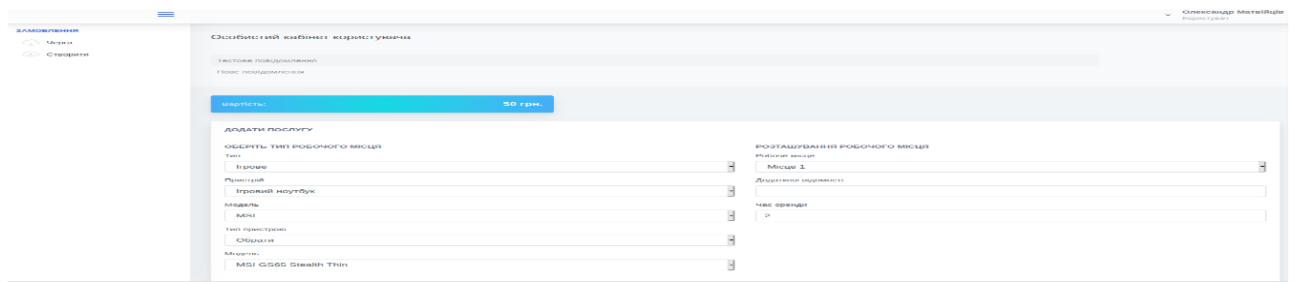 Олександр Матвійців
Користувач
ЗАМОВЛЕННЯ
Черга
Створити
Особистий кабінет користувача
Тестове повідомлення
Нове повідомлення
Вартість:
50 грн.
ДОДАТИ ПОСЛУГУ
ОБЕРІТЬ ТИП РОБОЧОГО МІСЦЯ
Тип
Ігрове
Пристрій
Ігровий ноутбук
Модель
MSI
Тип пристрою
Обрати
Модель
MSI GS65 Stealth Thin
РОЗТАШУВАННЯ РОБОЧОГО МІСЦЯ
Робоче місце
Місце 1
Додаткові відомості
Час оренди
2